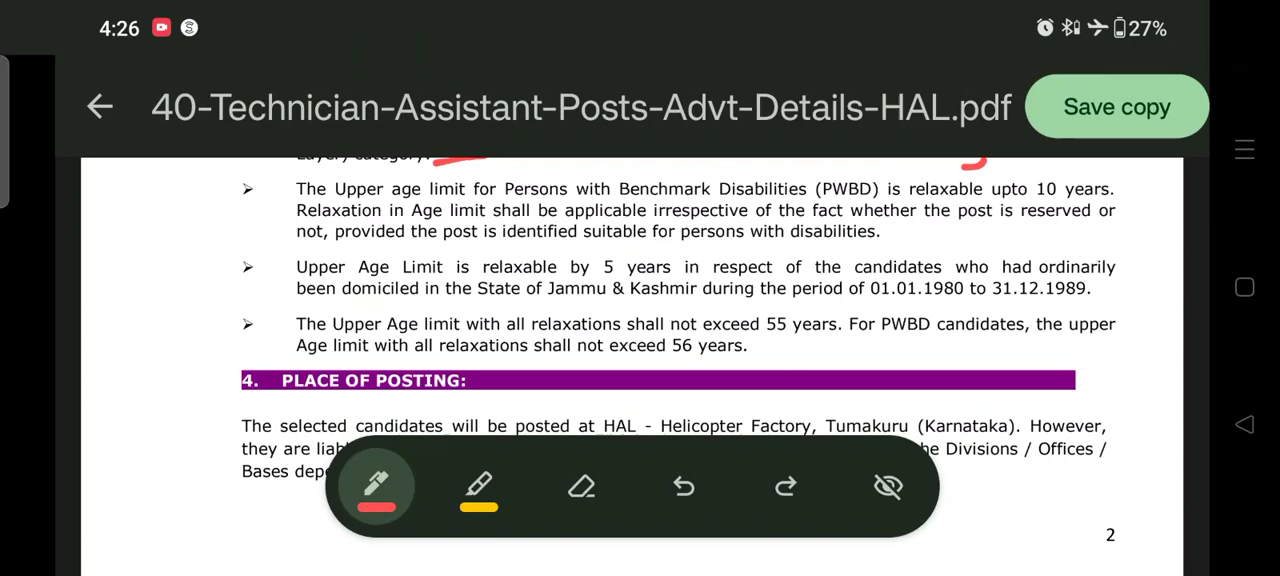 4:26
27%
40-Technician-Assistant-Posts-Advt-Details-HAL.pdf
Save copy
Layer) category.
➢ The Upper age limit for Persons with Benchmark Disabilities (PWBD) is relaxable upto 10 years.
Relaxation in Age limit shall be applicable irrespective of the fact whether the post is reserved or
not, provided the post is identified suitable for persons with disabilities.
➢ Upper Age Limit is relaxable by 5 years in respect of the candidates who had ordinarily
been domiciled in the State of Jammu & Kashmir during the period of 01.01.1980 to 31.12.1989.
➢ The Upper Age limit with all relaxations shall not exceed 55 years. For PWBD candidates, the upper
Age limit with all relaxations shall not exceed 56 years.
4. PLACE OF POSTING:
The selected candidates will be posted at HAL - Helicopter Factory, Tumakuru (Karnataka). However,
they are Divisions / Offices /
Bases
2